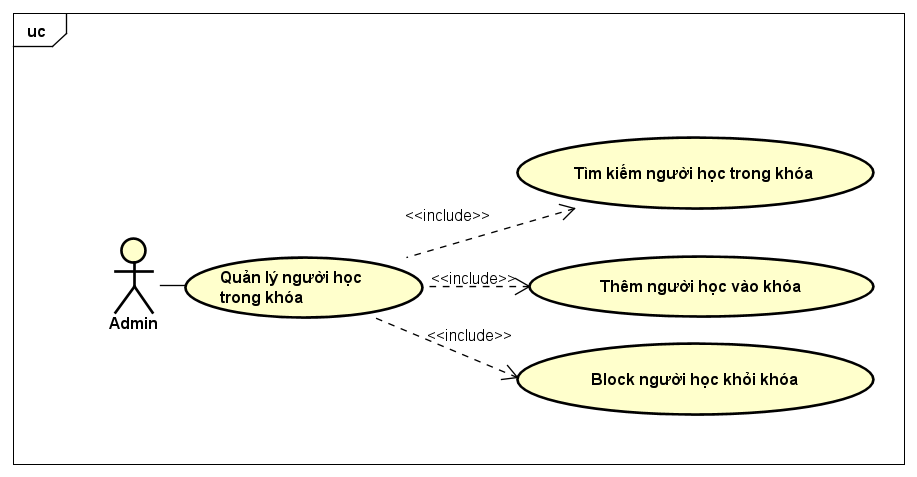 uc
Tìm kiếm người học trong khóa
<<include>>
Quản lý người học
trong khóa
<<include>>
Thêm người học vào khóa
Admin
<<include>>
Block người học khỏi khóa